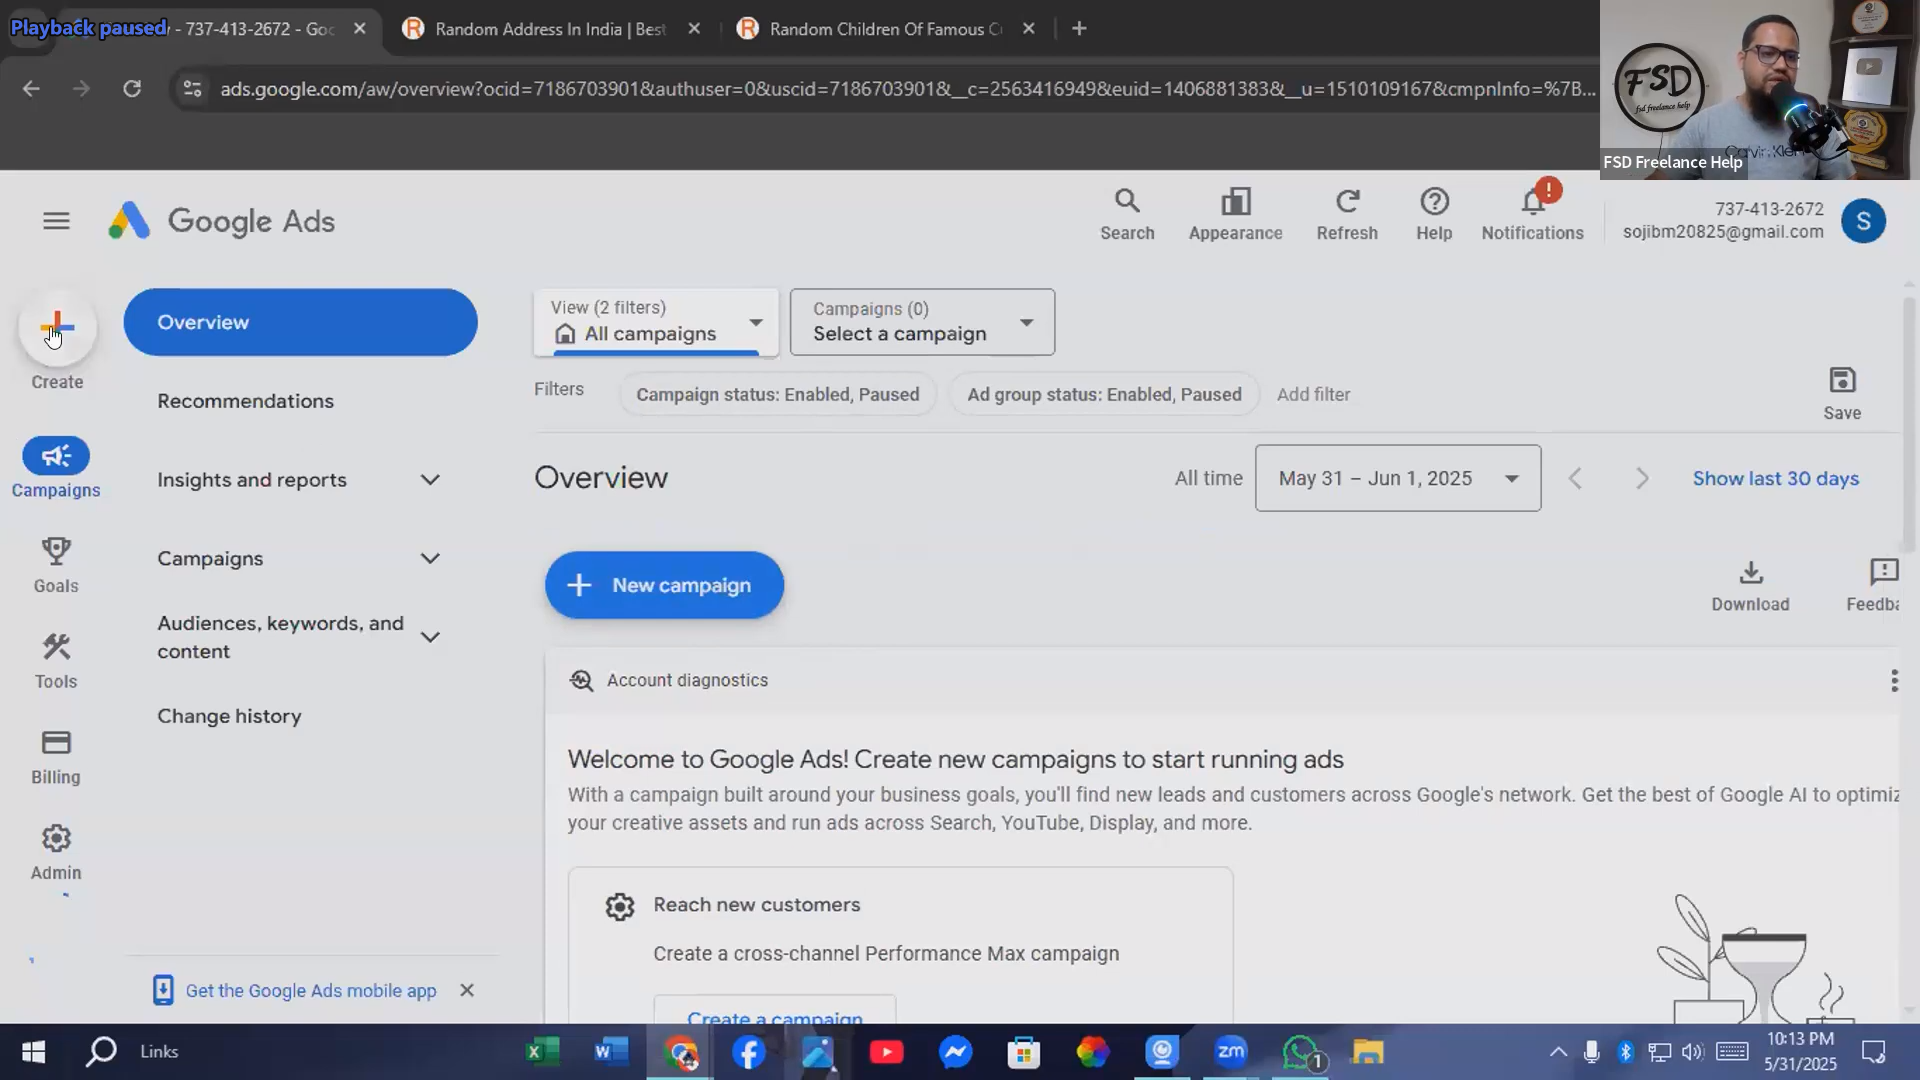 Playback paused
- 737-413-2672 - Goo
Random Address In India | Best
Random Children Of Famous C
ads.google.com/aw/overview?ocid=7186703901&authuser=0&uscid=7186703901&__c=2563416949&euid=1406881383&__u=1510109167&cmpnInfo=%7B...
FSD
fsd freelance help
Calvin Klein
FSD Freelance Help
Google Ads
Search
Appearance
Refresh
Help
Notifications
737-413-2672
sojibm20825@gmail.com
S
Create
Campaigns
Goals
Tools
Billing
Admin
Overview
Recommendations
Insights and reports
Campaigns
Audiences, keywords, and
content
Change history
Get the Google Ads mobile app
View (2 filters)
All campaigns
Campaigns (0)
Select a campaign
Filters
Campaign status: Enabled, Paused
Ad group status: Enabled, Paused
Add filter
Save
Overview
All time
May 31 – Jun 1, 2025
Show last 30 days
New campaign
Download
Feedba
Account diagnostics
Welcome to Google Ads! Create new campaigns to start running ads
With a campaign built around your business goals, you'll find new leads and customers across Google's network. Get the best of Google AI to optimiz
your creative assets and run ads across Search, YouTube, Display, and more.
Reach new customers
Create a cross-channel Performance Max campaign
Create a campaign
Links
zm
1
10:13 PM
5/31/2025